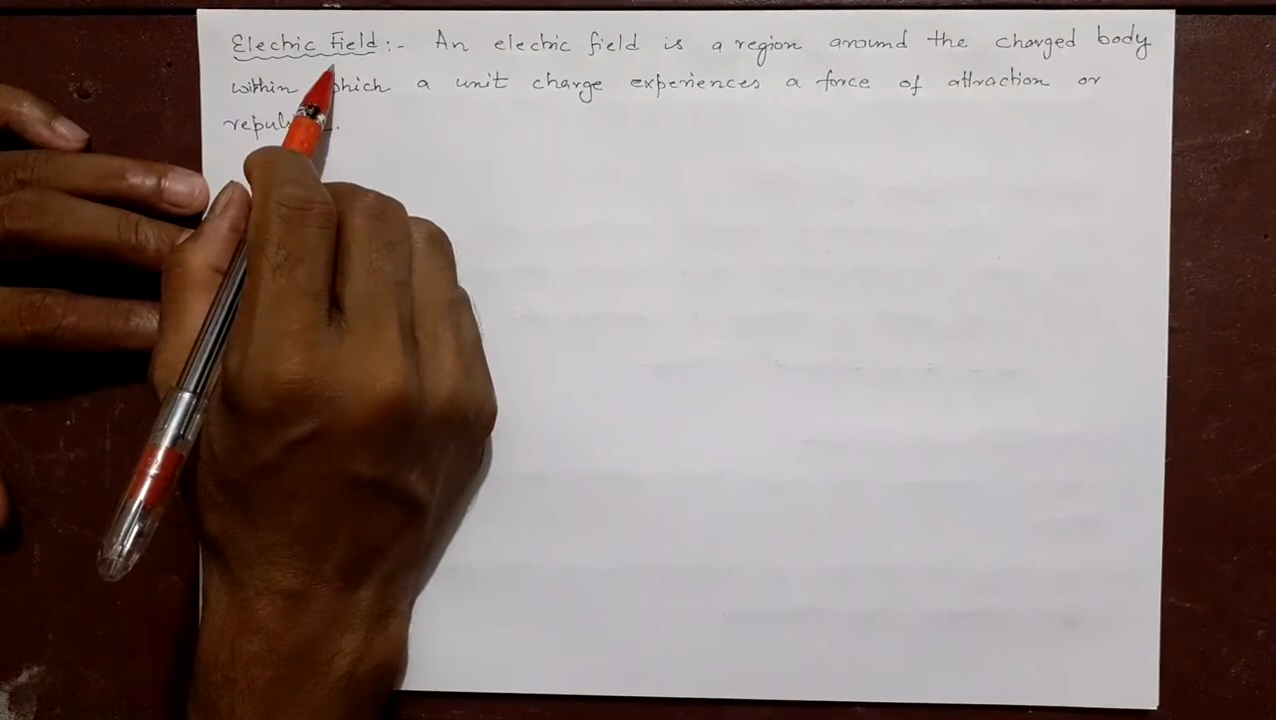 Electric Field :- An electric field is a region around the charged body
within which a unit charge experiences a force of attraction or